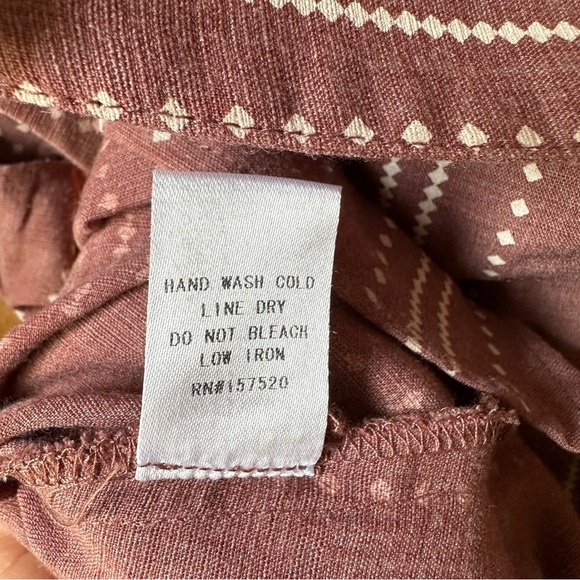 HAND WASH COLD
LINE DRY
DO NOT BLEACH
LOW IRON
RN#157520